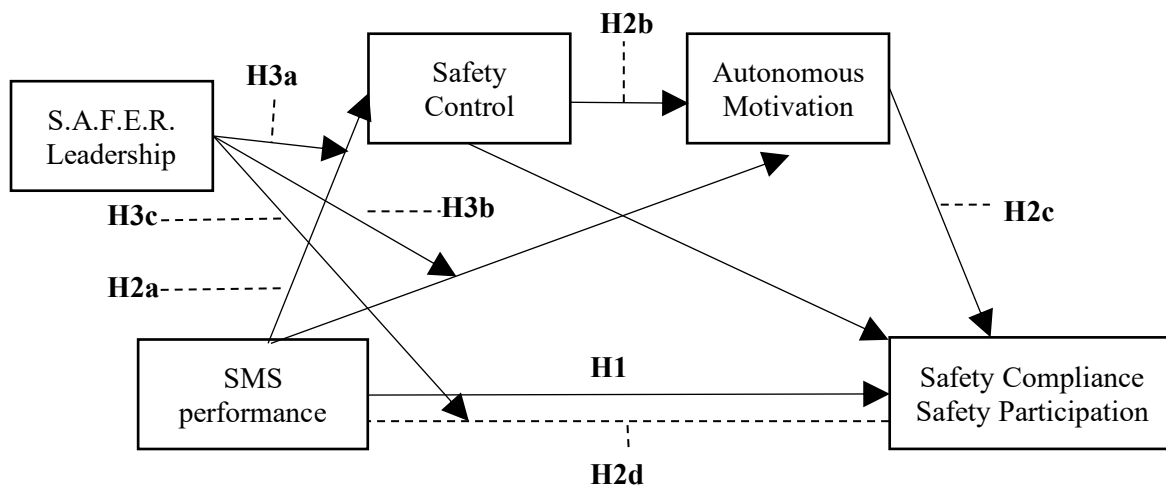 H2b
H3a
Safety
Control
Autonomous
Motivation
S.A.F.E.R.
Leadership
H3c
H3b
H2c
H2a
SMS
performance
H1
Safety Compliance
Safety Participation
H2d